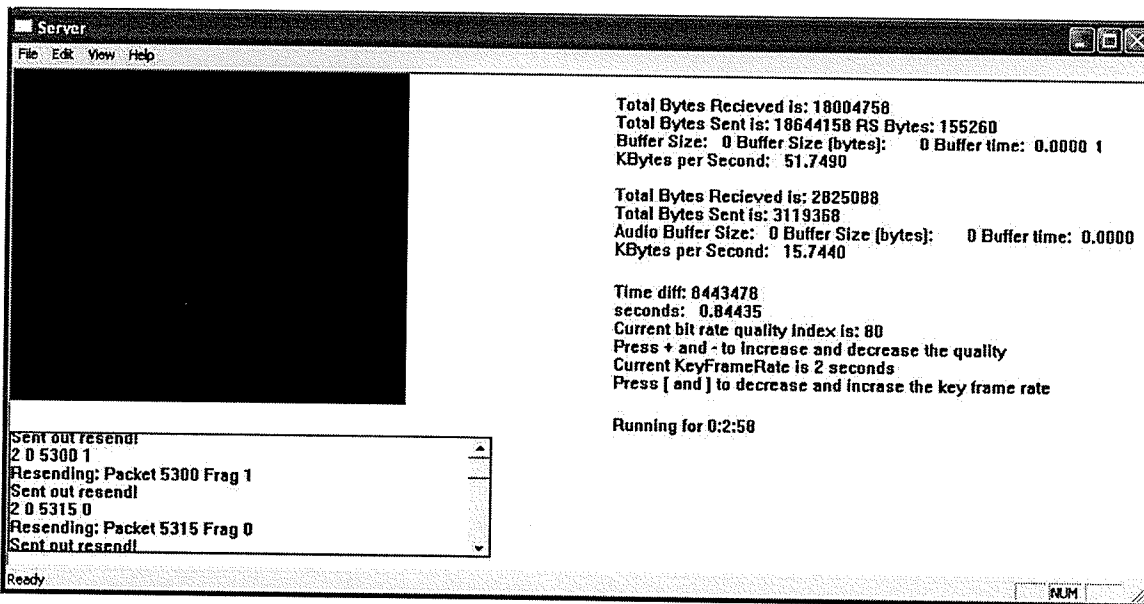 Server
File Edit View Help
Total Bytes Recieved is: 18004758
Total Bytes Sent is: 18644158 RS Bytes: 155260
Buffer Size: 0 Buffer Size (bytes): 0 Buffer time: 0.0000 1
KBytes per Second: 51.7490
Total Bytes Recieved is: 2825088
Total Bytes Sent is: 3119368
Audio Buffer Size: 0 Buffer Size (bytes): 0 Buffer time: 0.0000
KBytes per Second: 15.7440
Time diff: 8443478
seconds: 0.84435
Current bit rate quality index is: 80
Press + and - to increase and decrease the quality
Current KeyFrameRate is 2 seconds
Press [ and ] to decrease and incrase the key frame rate
Running for 0:2:58
Sent out resend!
2 0 5300 1
Resending: Packet 5300 Frag 1
Sent out resend!
2 0 5315 0
Resending: Packet 5315 Frag 0
Sent out resend!
Ready
NUM